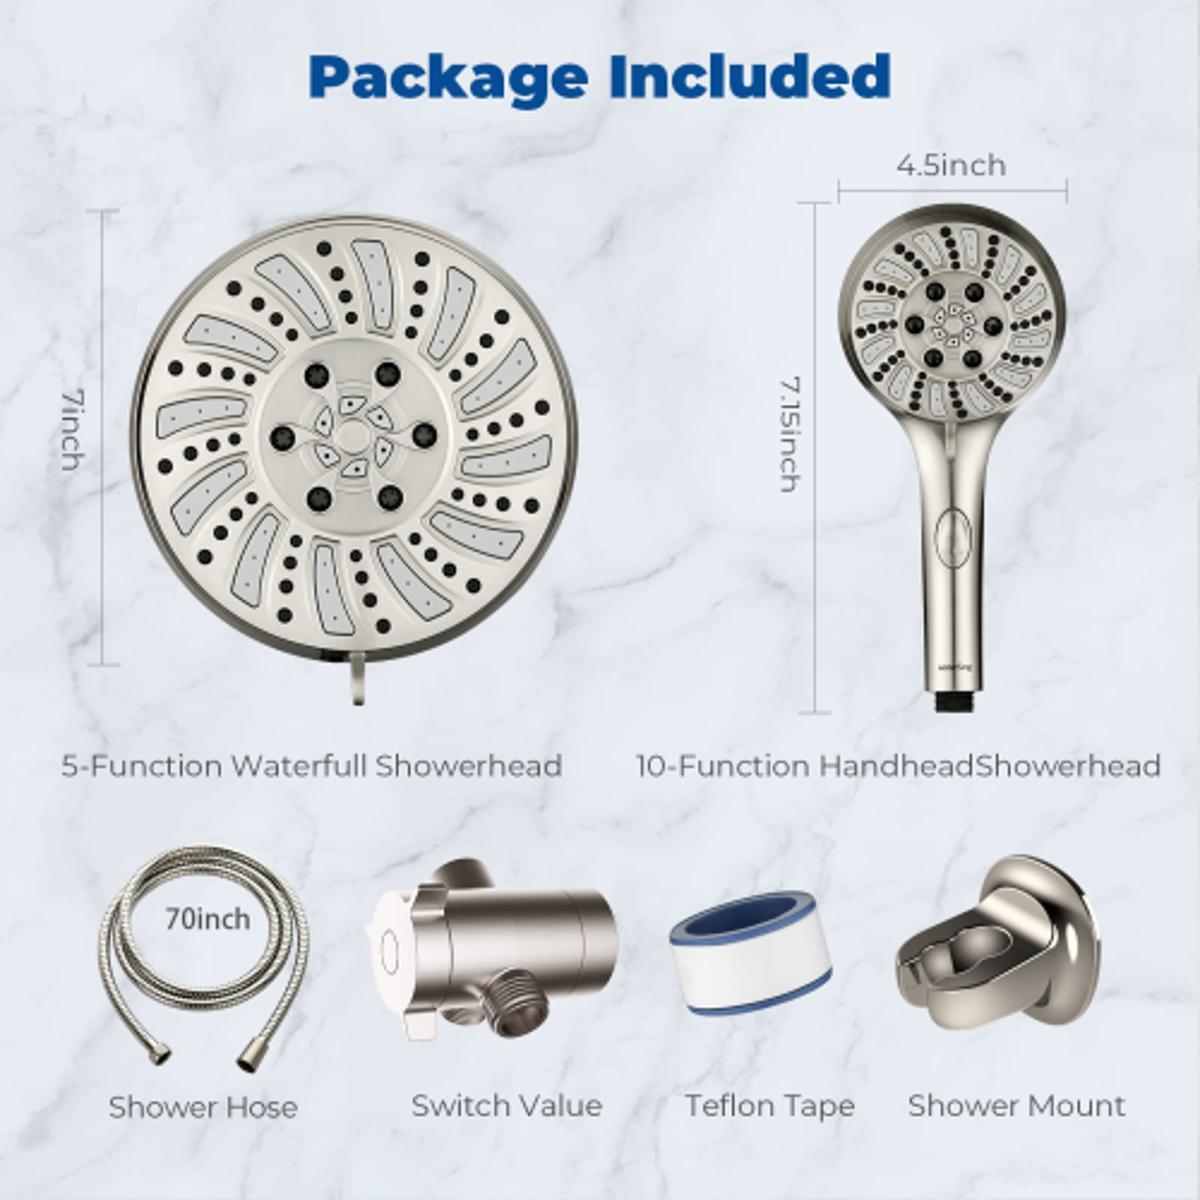 Package Included
4.5inch
7inch
7.15inch
5-Function Waterfull Showerhead
10-Function HandheadShowerhead
70inch
Shower Hose
Switch Value
Teflon Tape
Shower Mount